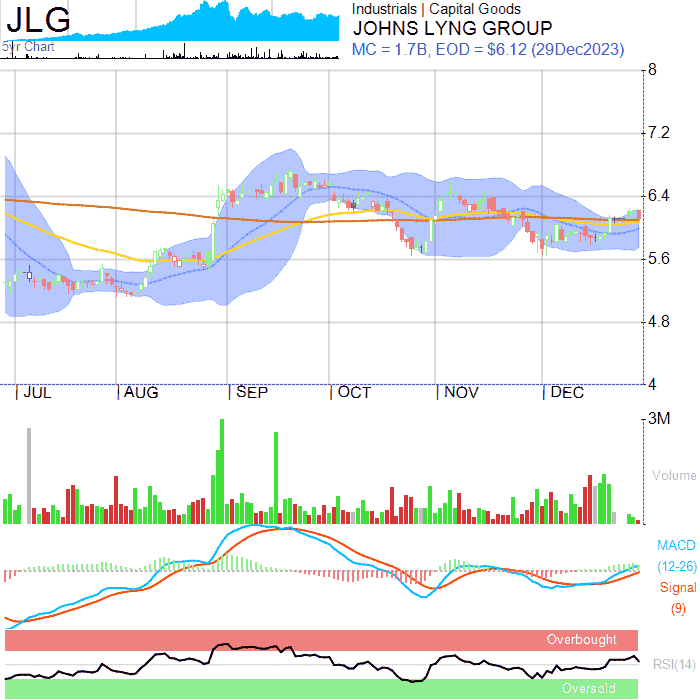 JLG
5yr Chart
Industrials | Capital Goods
JOHNS LYNG GROUP
MC = 1.7B, EOD = $6.12 (29Dec2023)
8
7.2
6.4
5.6
4.8
4
JUL AUG SEP OCT NOV DEC
3M
Volume
MACD
(12-26)
Signal
(9)
Overbought
RSI(14)
Oversold